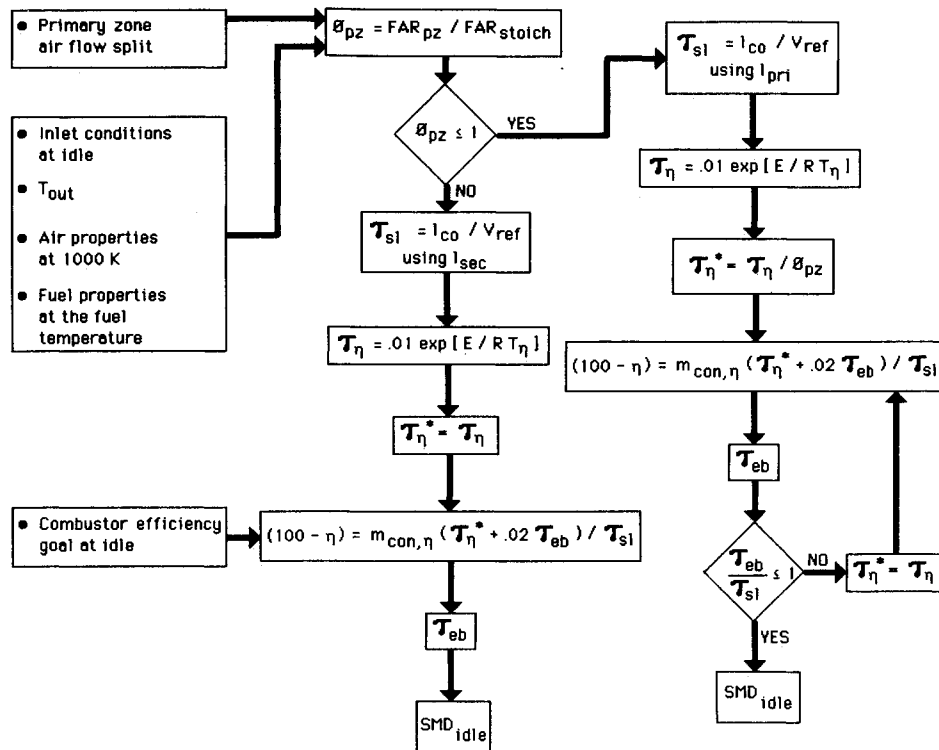 • Primary zone
air flow split
Ø_pz = FAR_pz / FAR_stoich
𝞃_sl = l_co / V_ref
using l_pri
• Inlet conditions
at idle
• T_out
• Air properties
at 1000 K
• Fuel properties
at the fuel
temperature
Ø_pz ≤ 1
YES
NO
𝞃_η = .01 exp [ E / R T_η ]
𝞃_sl = l_co / V_ref
using l_sec
𝞃_η* = 𝞃_η / Ø_pz
𝞃_η = .01 exp [ E / R T_η ]
(100 - η) = m_con,η (𝞃_η* + .02 𝞃_eb) / 𝞃_sl
𝞃_η* = 𝞃_η
𝞃_eb
• Combustor efficiency
goal at idle
(100 - η) = m_con,η (𝞃_η* + .02 𝞃_eb) / 𝞃_sl
𝞃_eb / 𝞃_sl ≤ 1
NO
𝞃_η* = 𝞃_η
YES
𝞃_eb
SMD_idle
SMD_idle